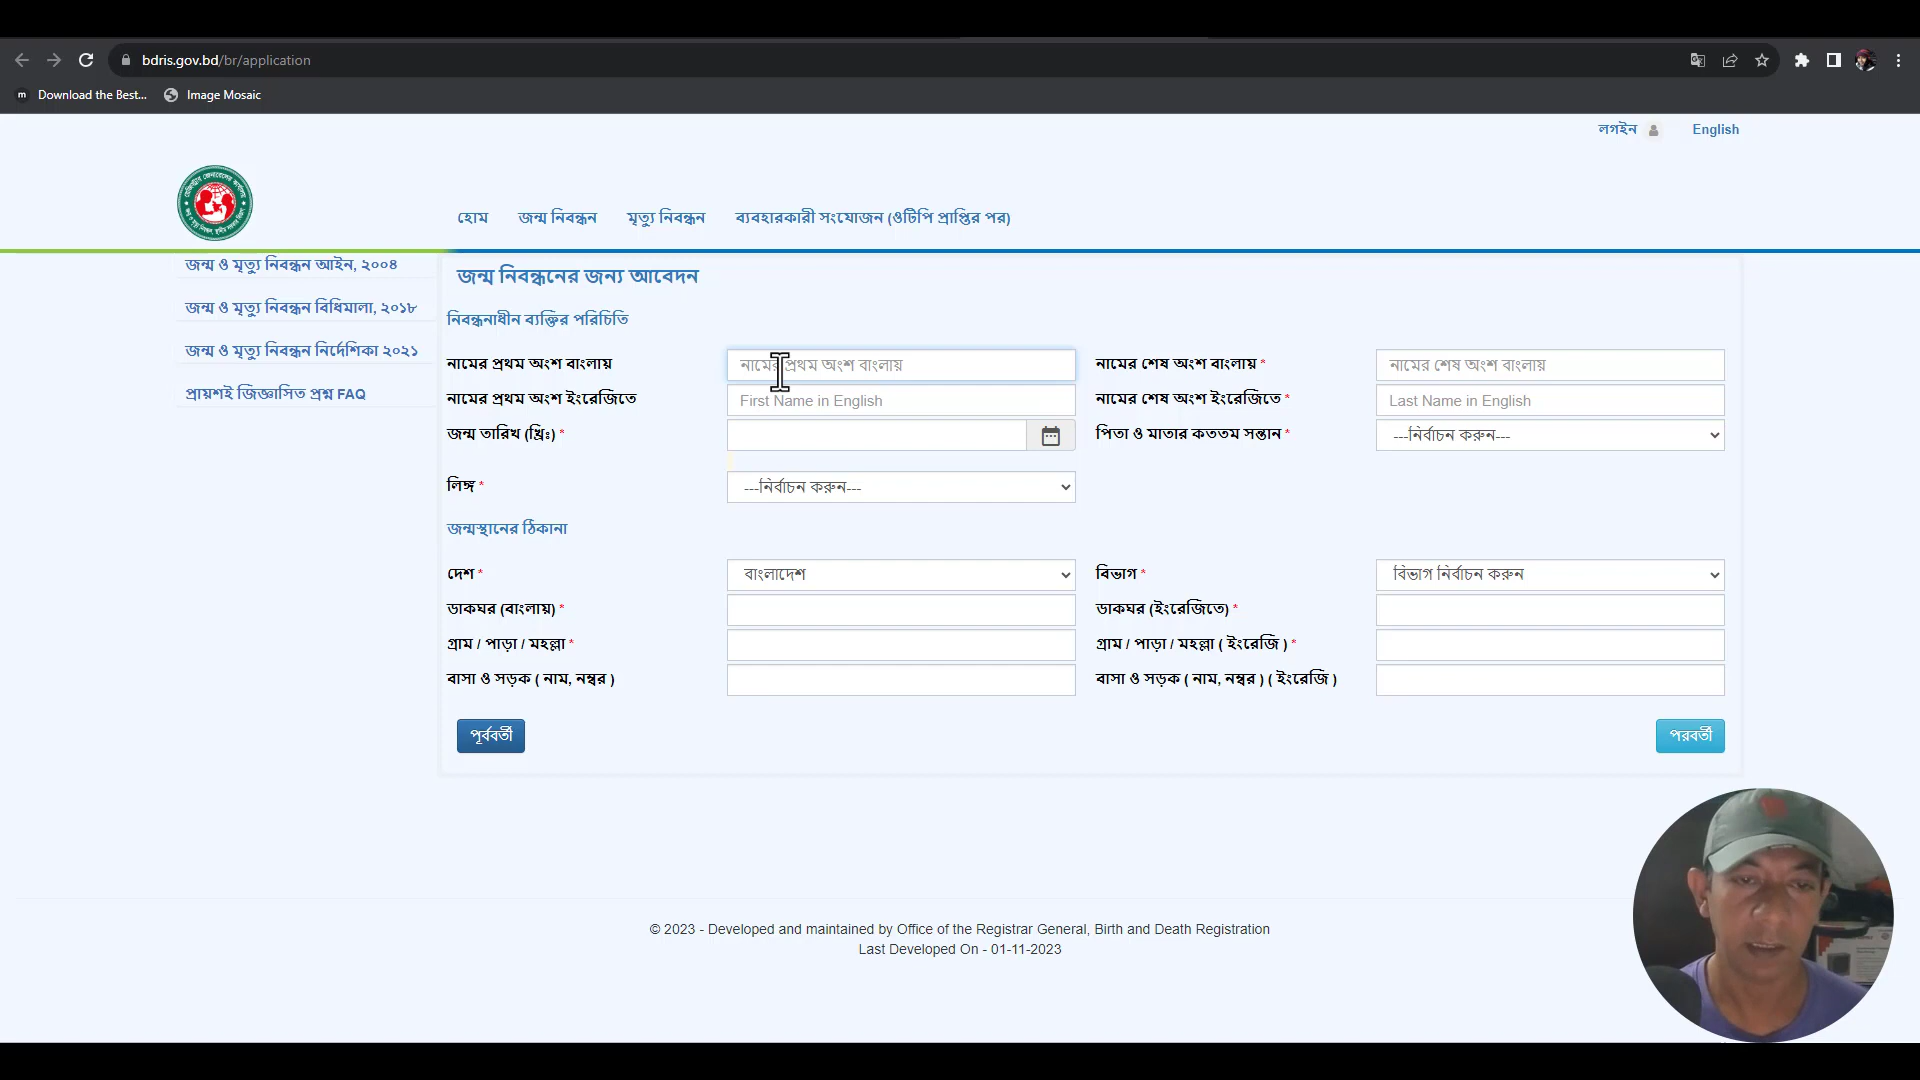 bdris.gov.bd/br/application
m Download the Best... Image Mosaic
লগইন English
হোম জন্ম নিবন্ধন মৃত্যু নিবন্ধন ব্যবহারকারী সংযোজন (ওটিপি প্রাপ্তির পর)
জন্ম ও মৃত্যু নিবন্ধন আইন, ২০০৪
জন্ম ও মৃত্যু নিবন্ধন বিধিমালা, ২০১৮
জন্ম ও মৃত্যু নিবন্ধন নির্দেশিকা ২০২১
প্রায়শই জিজ্ঞাসিত প্রশ্ন FAQ
জন্ম নিবন্ধনের জন্য আবেদন
নিবন্ধনাধীন ব্যক্তির পরিচিতি
নামের প্রথম অংশ বাংলায় নামের প্রথম অংশ বাংলায় নামের শেষ অংশ বাংলায় * নামের শেষ অংশ বাংলায়
নামের প্রথম অংশ ইংরেজিতে First Name in English নামের শেষ অংশ ইংরেজিতে * Last Name in English
জন্ম তারিখ (খ্রিঃ) * পিতা ও মাতার কততম সন্তান * ---নির্বাচন করুন---
লিঙ্গ * ---নির্বাচন করুন---
জন্মস্থানের ঠিকানা
দেশ * বাংলাদেশ বিভাগ * বিভাগ নির্বাচন করুন
ডাকঘর (বাংলায়) * ডাকঘর (ইংরেজিতে) *
গ্রাম / পাড়া / মহল্লা * গ্রাম / পাড়া / মহল্লা ( ইংরেজি ) *
বাসা ও সড়ক ( নাম, নম্বর ) বাসা ও সড়ক ( নাম, নম্বর ) ( ইংরেজি )
পূর্ববর্তী পরবর্তী
© 2023 - Developed and maintained by Office of the Registrar General, Birth and Death Registration
Last Developed On - 01-11-2023